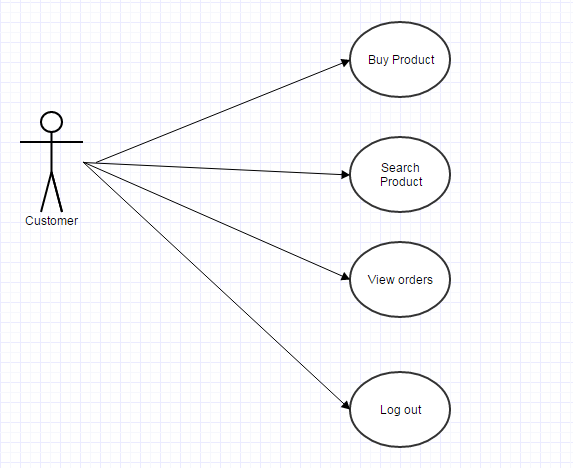 Buy Product
Search
Product
Customer
View orders
Log out